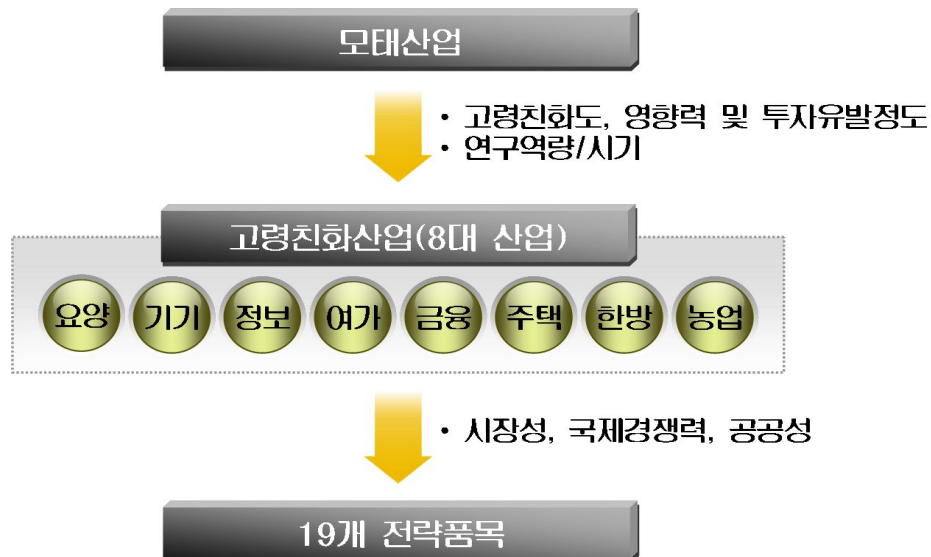 모태산업
• 고령친화도, 영향력 및 투자유발정도
• 연구역량/시기
고령친화산업(8대 산업)
요양 기기 정보 여가 금융 주택 한방 농업
• 시장성, 국제경쟁력, 공공성
19개 전략품목